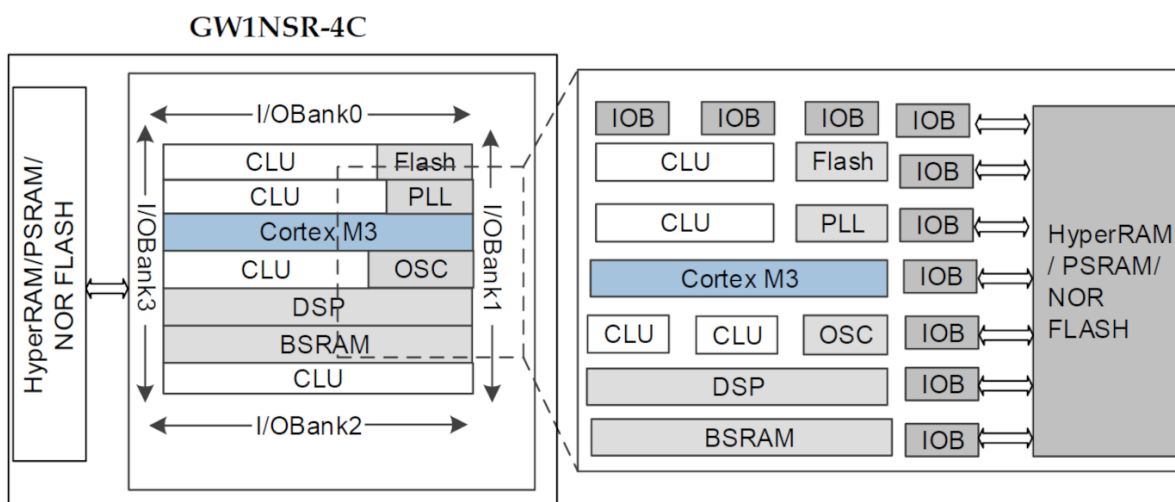 GW1NSR-4C
HyperRAM/PSRAM/
NOR FLASH
I/OBank0
I/OBank3
CLU
Flash
CLU
PLL
Cortex M3
CLU
OSC
DSP
BSRAM
CLU
I/OBank1
I/OBank2
IOB
IOB
IOB
IOB
CLU
Flash
IOB
CLU
PLL
IOB
Cortex M3
IOB
CLU
CLU
OSC
IOB
DSP
IOB
BSRAM
IOB
HyperRAM
/ PSRAM/
NOR
FLASH